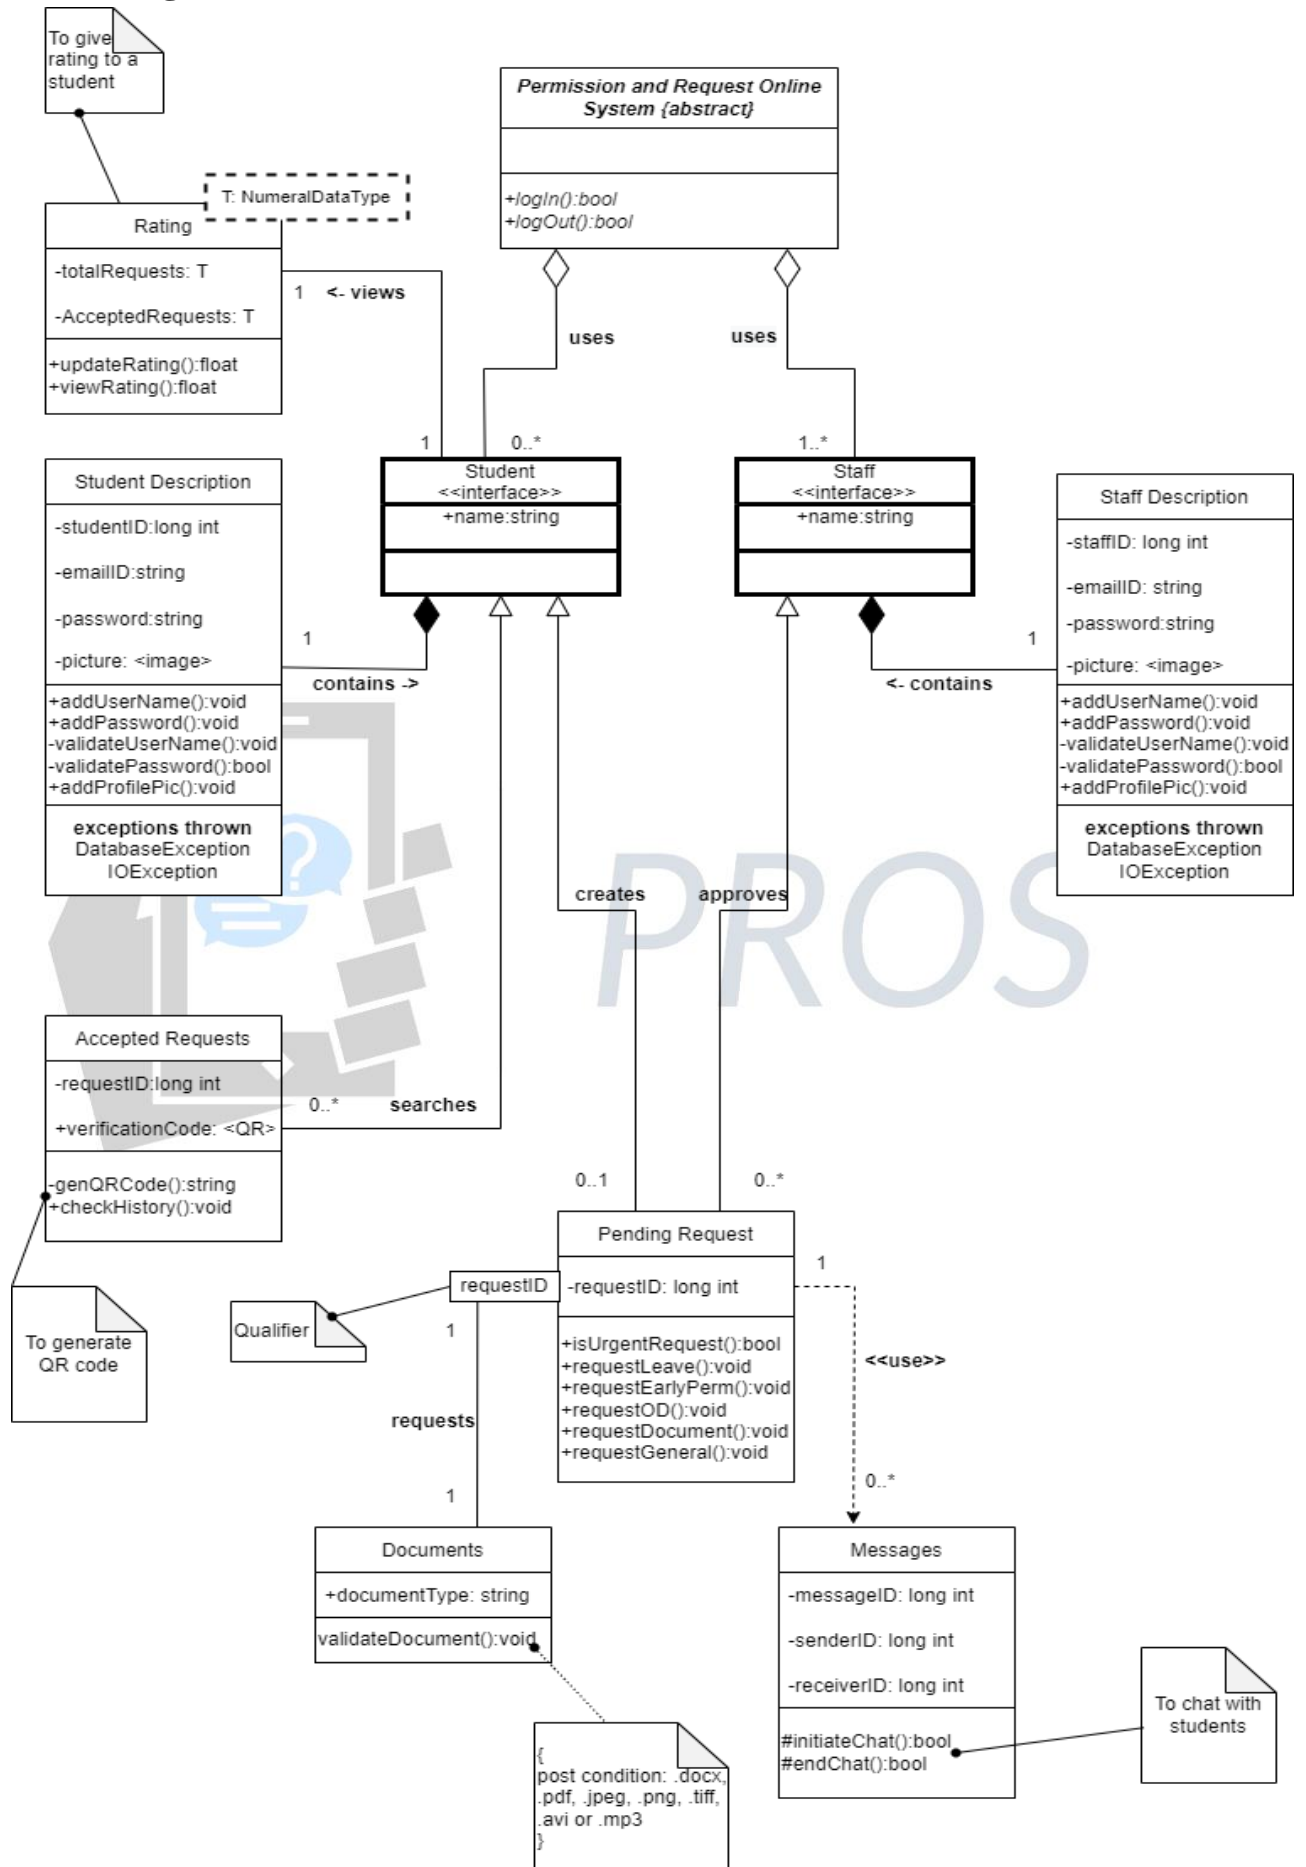 To give
rating to a
student
Permission and Request Online
System {abstract}
+logIn():bool
+logOut():bool
T: NumeralDataType
Rating
-totalRequests: T
-AcceptedRequests: T
+updateRating():float
+viewRating():float
1 <- views
uses
uses
1
0..*
1..*
Student
<<interface>>
+name:string
Staff
<<interface>>
+name:string
Student Description
-studentID:long int
-emailID:string
-password:string
-picture: <image>
+addUserName():void
+addPassword():void
-validateUserName():void
-validatePassword():bool
+addProfilePic():void
exceptions thrown
DatabaseException
IOException
1
contains ->
Staff Description
-staffID: long int
-emailID: string
-password:string
-picture: <image>
+addUserName():void
+addPassword():void
-validateUserName():void
-validatePassword():bool
+addProfilePic():void
exceptions thrown
DatabaseException
IOException
1
<- contains
creates
approves
PROS
Accepted Requests
-requestID:long int
+verificationCode: <QR>
-genQRCode():string
+checkHistory():void
0..* searches
To generate
QR code
0..1
0..*
Pending Request
-requestID: long int
+isUrgentRequest():bool
+requestLeave():void
+requestEarlyPerm():void
+requestOD():void
+requestDocument():void
+requestGeneral():void
requestID
Qualifier
1
requests
1
1
<<use>>
0..*
Documents
+documentType: string
validateDocument():void
{
post condition: .docx,
.pdf, .jpeg, .png, .tiff,
.avi or .mp3
}
Messages
-messageID: long int
-senderID: long int
-receiverID: long int
#initiateChat():bool
#endChat():bool
To chat with
students